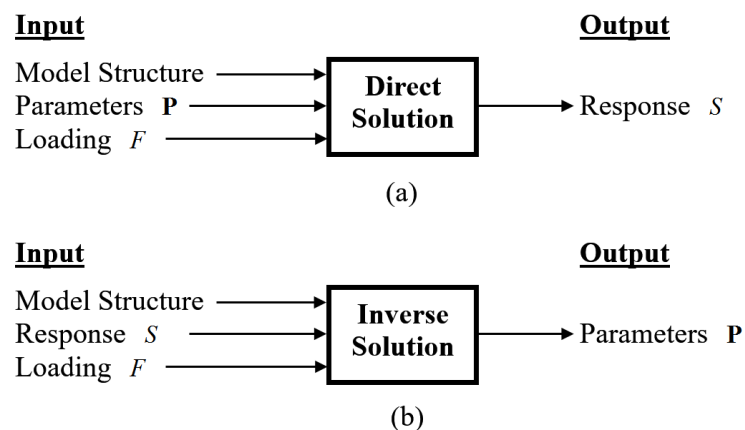 Input
Output
Model Structure
Parameters P
Loading F
Direct
Solution
Response S
(a)
Input
Output
Model Structure
Response S
Loading F
Inverse
Solution
Parameters P
(b)